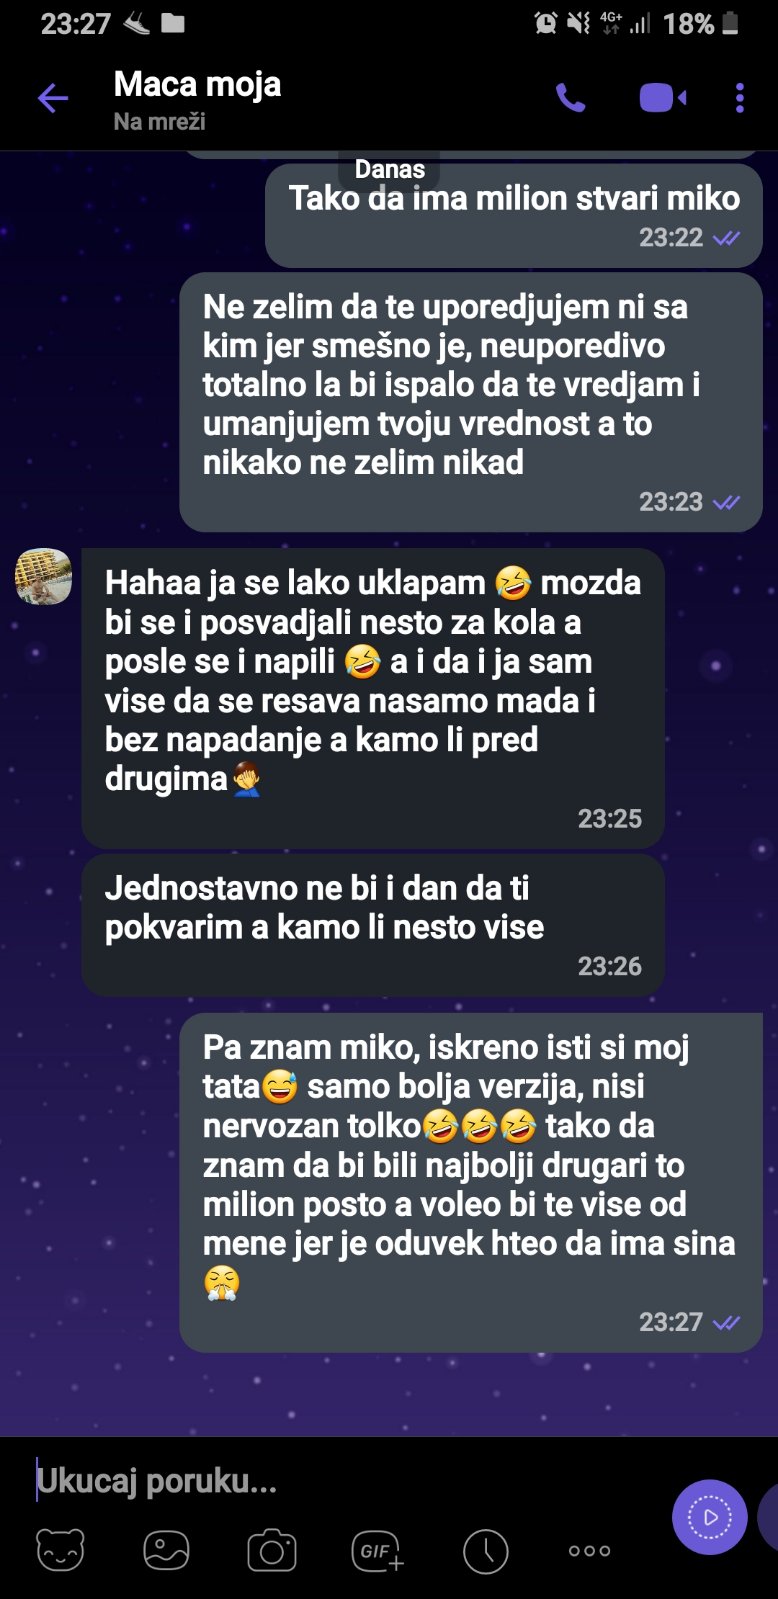 23:27
4G+
18%
Maca moja
Na mreži
Danas
Tako da ima milion stvari miko
23:22
Ne zelim da te uporedjujem ni sa
kim jer smešno je, neuporedivo
totalno la bi ispalo da te vredjam i
umanjujem tvoju vrednost a to
nikako ne zelim nikad
23:23
Hahaa ja se lako uklapam 🤣 mozda
bi se i posvadjali nesto za kola a
posle se i napili 🤣 a i da i ja sam
vise da se resava nasamo mada i
bez napadanje a kamo li pred
drugima🤦‍♂️
23:25
Jednostavno ne bi i dan da ti
pokvarim a kamo li nesto vise
23:26
Pa znam miko, iskreno isti si moj
tata😅 samo bolja verzija, nisi
nervozan tolko🤣🤣🤣 tako da
znam da bi bili najbolji drugari to
milion posto a voleo bi te vise od
mene jer je oduvek hteo da ima sina
😤
23:27
Ukucaj poruku...
GIF